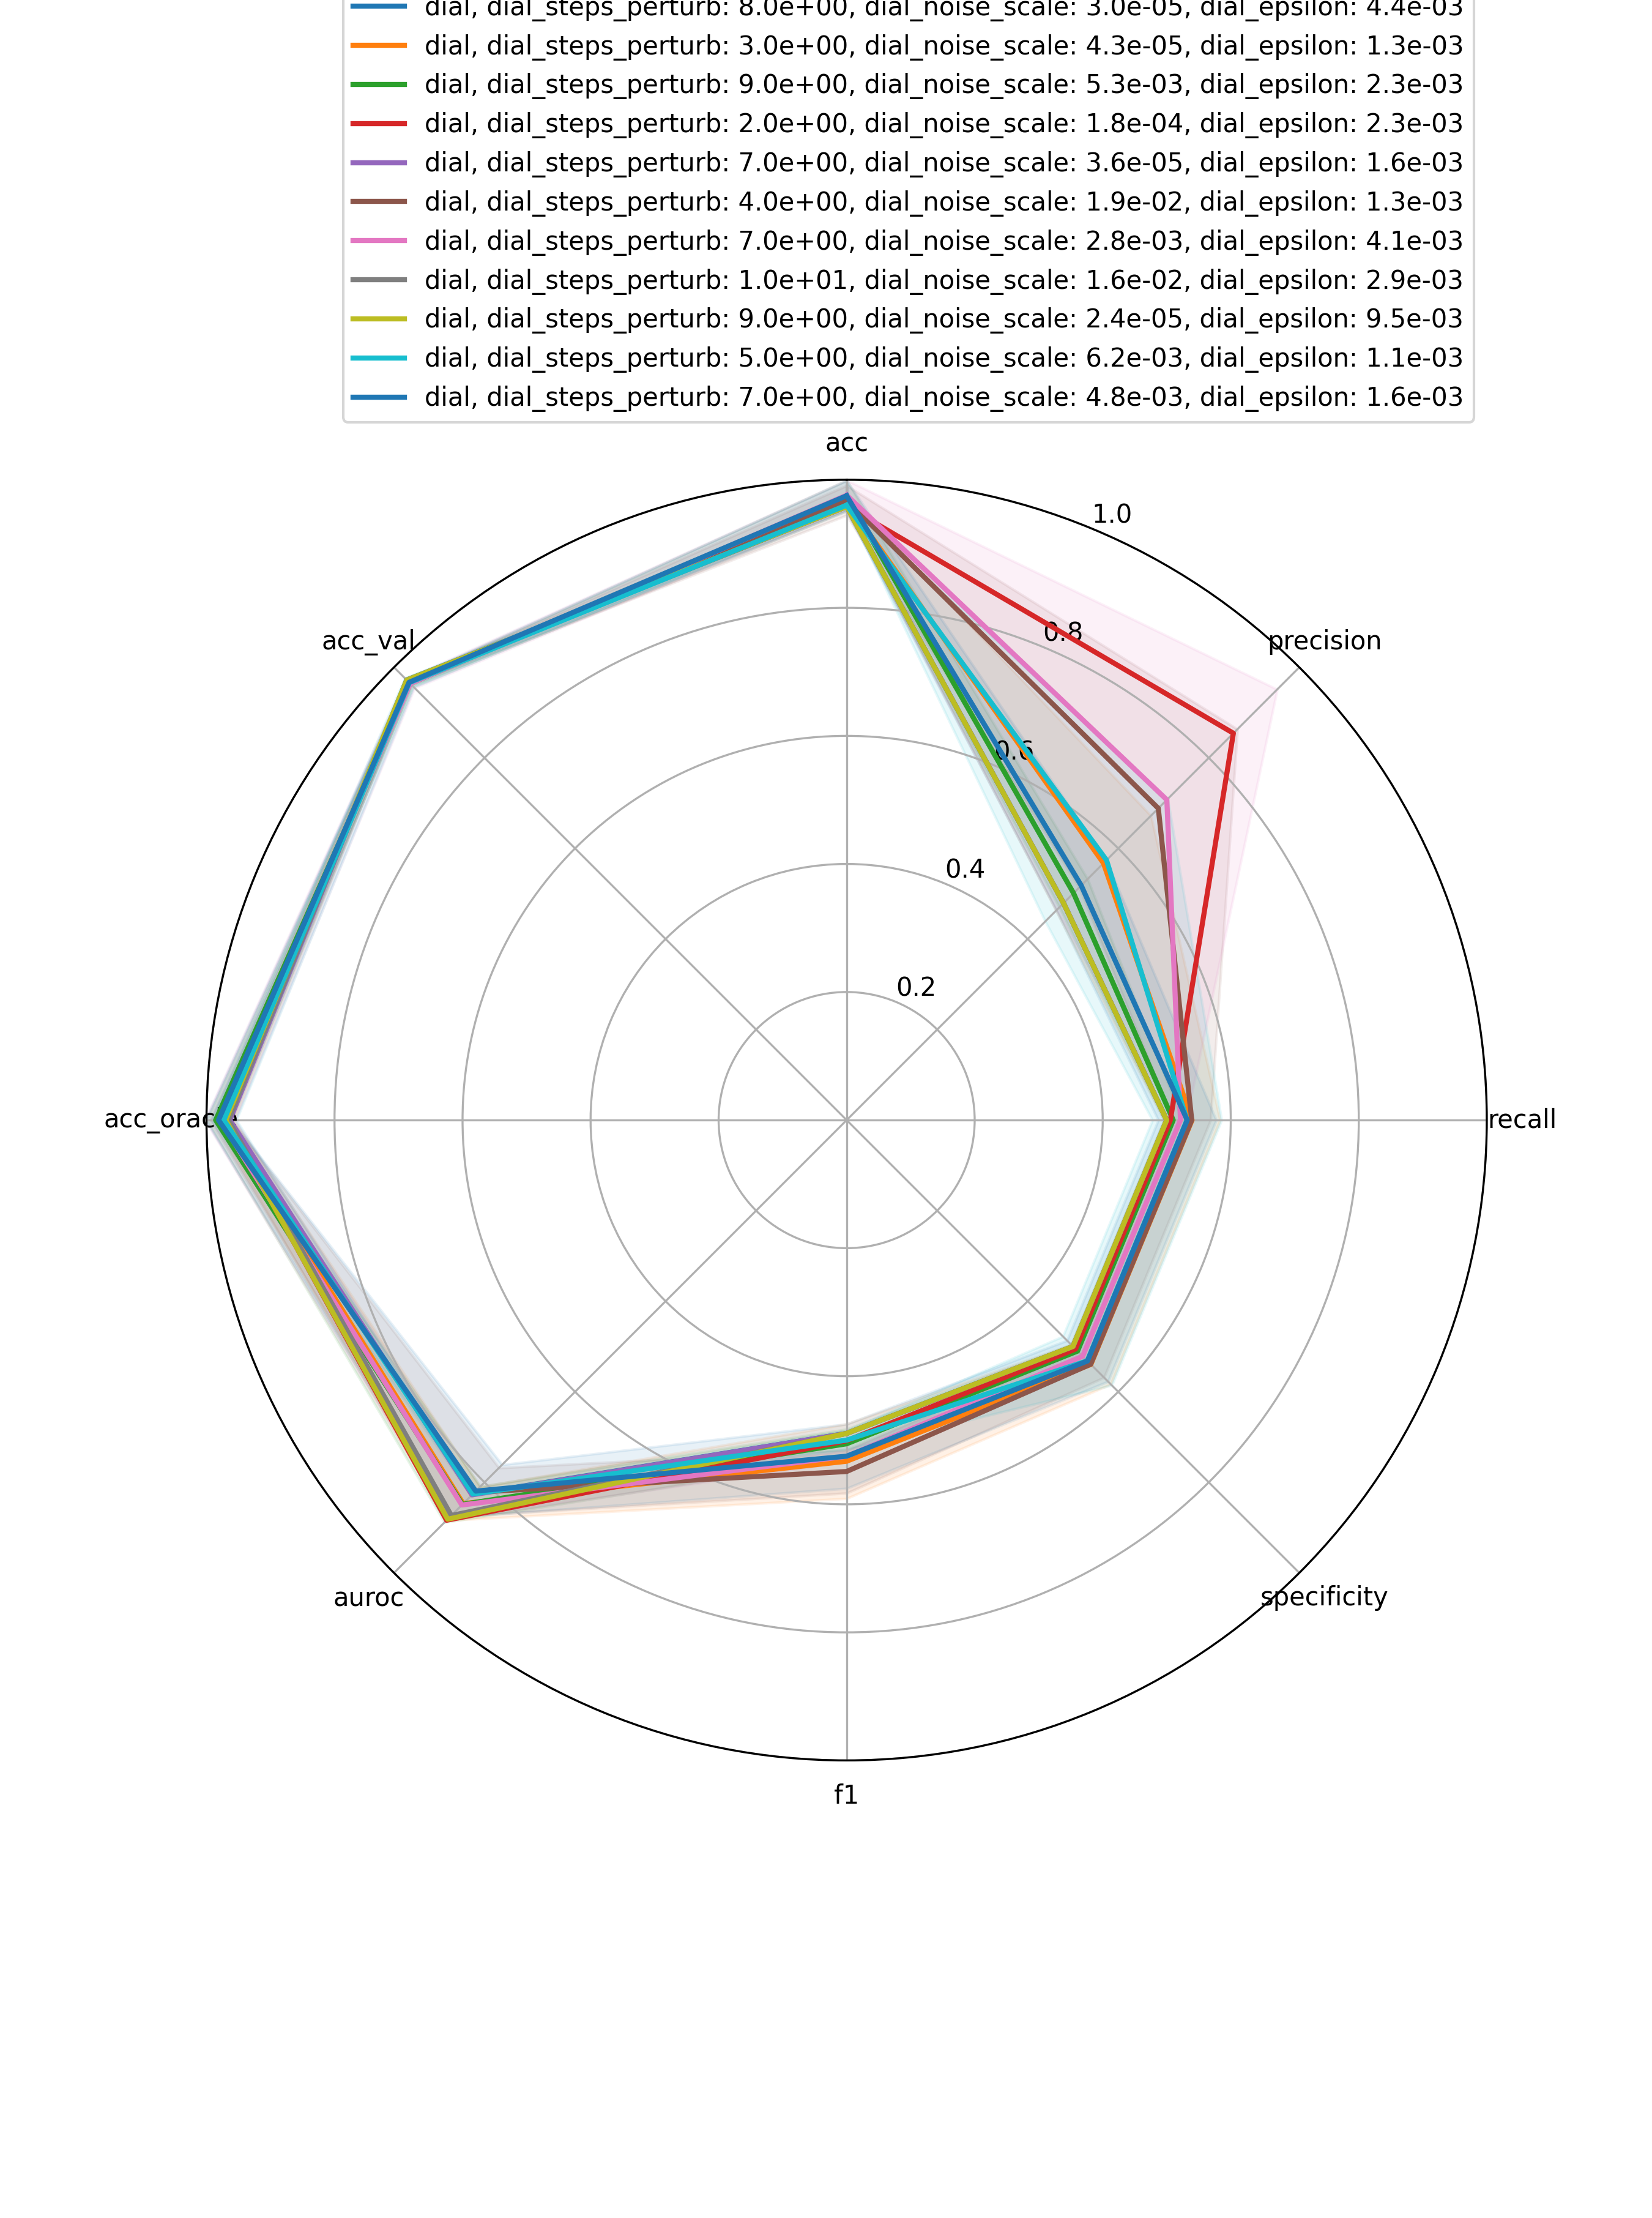 dial, dial_steps_perturb: 8.0e+00, dial_noise_scale: 3.0e-05, dial_epsilon: 4.4e-03
dial, dial_steps_perturb: 3.0e+00, dial_noise_scale: 4.3e-05, dial_epsilon: 1.3e-03
dial, dial_steps_perturb: 9.0e+00, dial_noise_scale: 5.3e-03, dial_epsilon: 2.3e-03
dial, dial_steps_perturb: 2.0e+00, dial_noise_scale: 1.8e-04, dial_epsilon: 2.3e-03
dial, dial_steps_perturb: 7.0e+00, dial_noise_scale: 3.6e-05, dial_epsilon: 1.6e-03
dial, dial_steps_perturb: 4.0e+00, dial_noise_scale: 1.9e-02, dial_epsilon: 1.3e-03
dial, dial_steps_perturb: 7.0e+00, dial_noise_scale: 2.8e-03, dial_epsilon: 4.1e-03
dial, dial_steps_perturb: 1.0e+01, dial_noise_scale: 1.6e-02, dial_epsilon: 2.9e-03
dial, dial_steps_perturb: 9.0e+00, dial_noise_scale: 2.4e-05, dial_epsilon: 9.5e-03
dial, dial_steps_perturb: 5.0e+00, dial_noise_scale: 6.2e-03, dial_epsilon: 1.1e-03
dial, dial_steps_perturb: 7.0e+00, dial_noise_scale: 4.8e-03, dial_epsilon: 1.6e-03
acc
1.0
0.8
acc_val
precision
0.6
0.4
0.2
acc_oracle
recall
auroc
specificity
f1